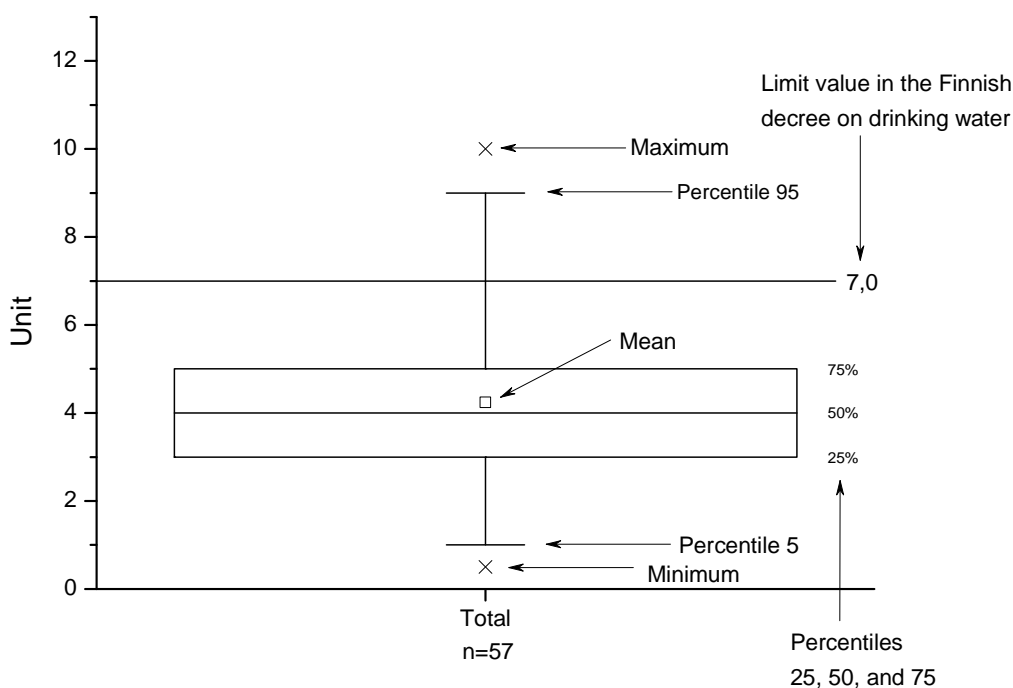 12
10
8
6
4
2
0
Unit
Limit value in the Finnish
decree on drinking water
Maximum
Percentile 95
7,0
Mean
75%
50%
25%
Percentile 5
Minimum
Total
n=57
Percentiles
25, 50, and 75